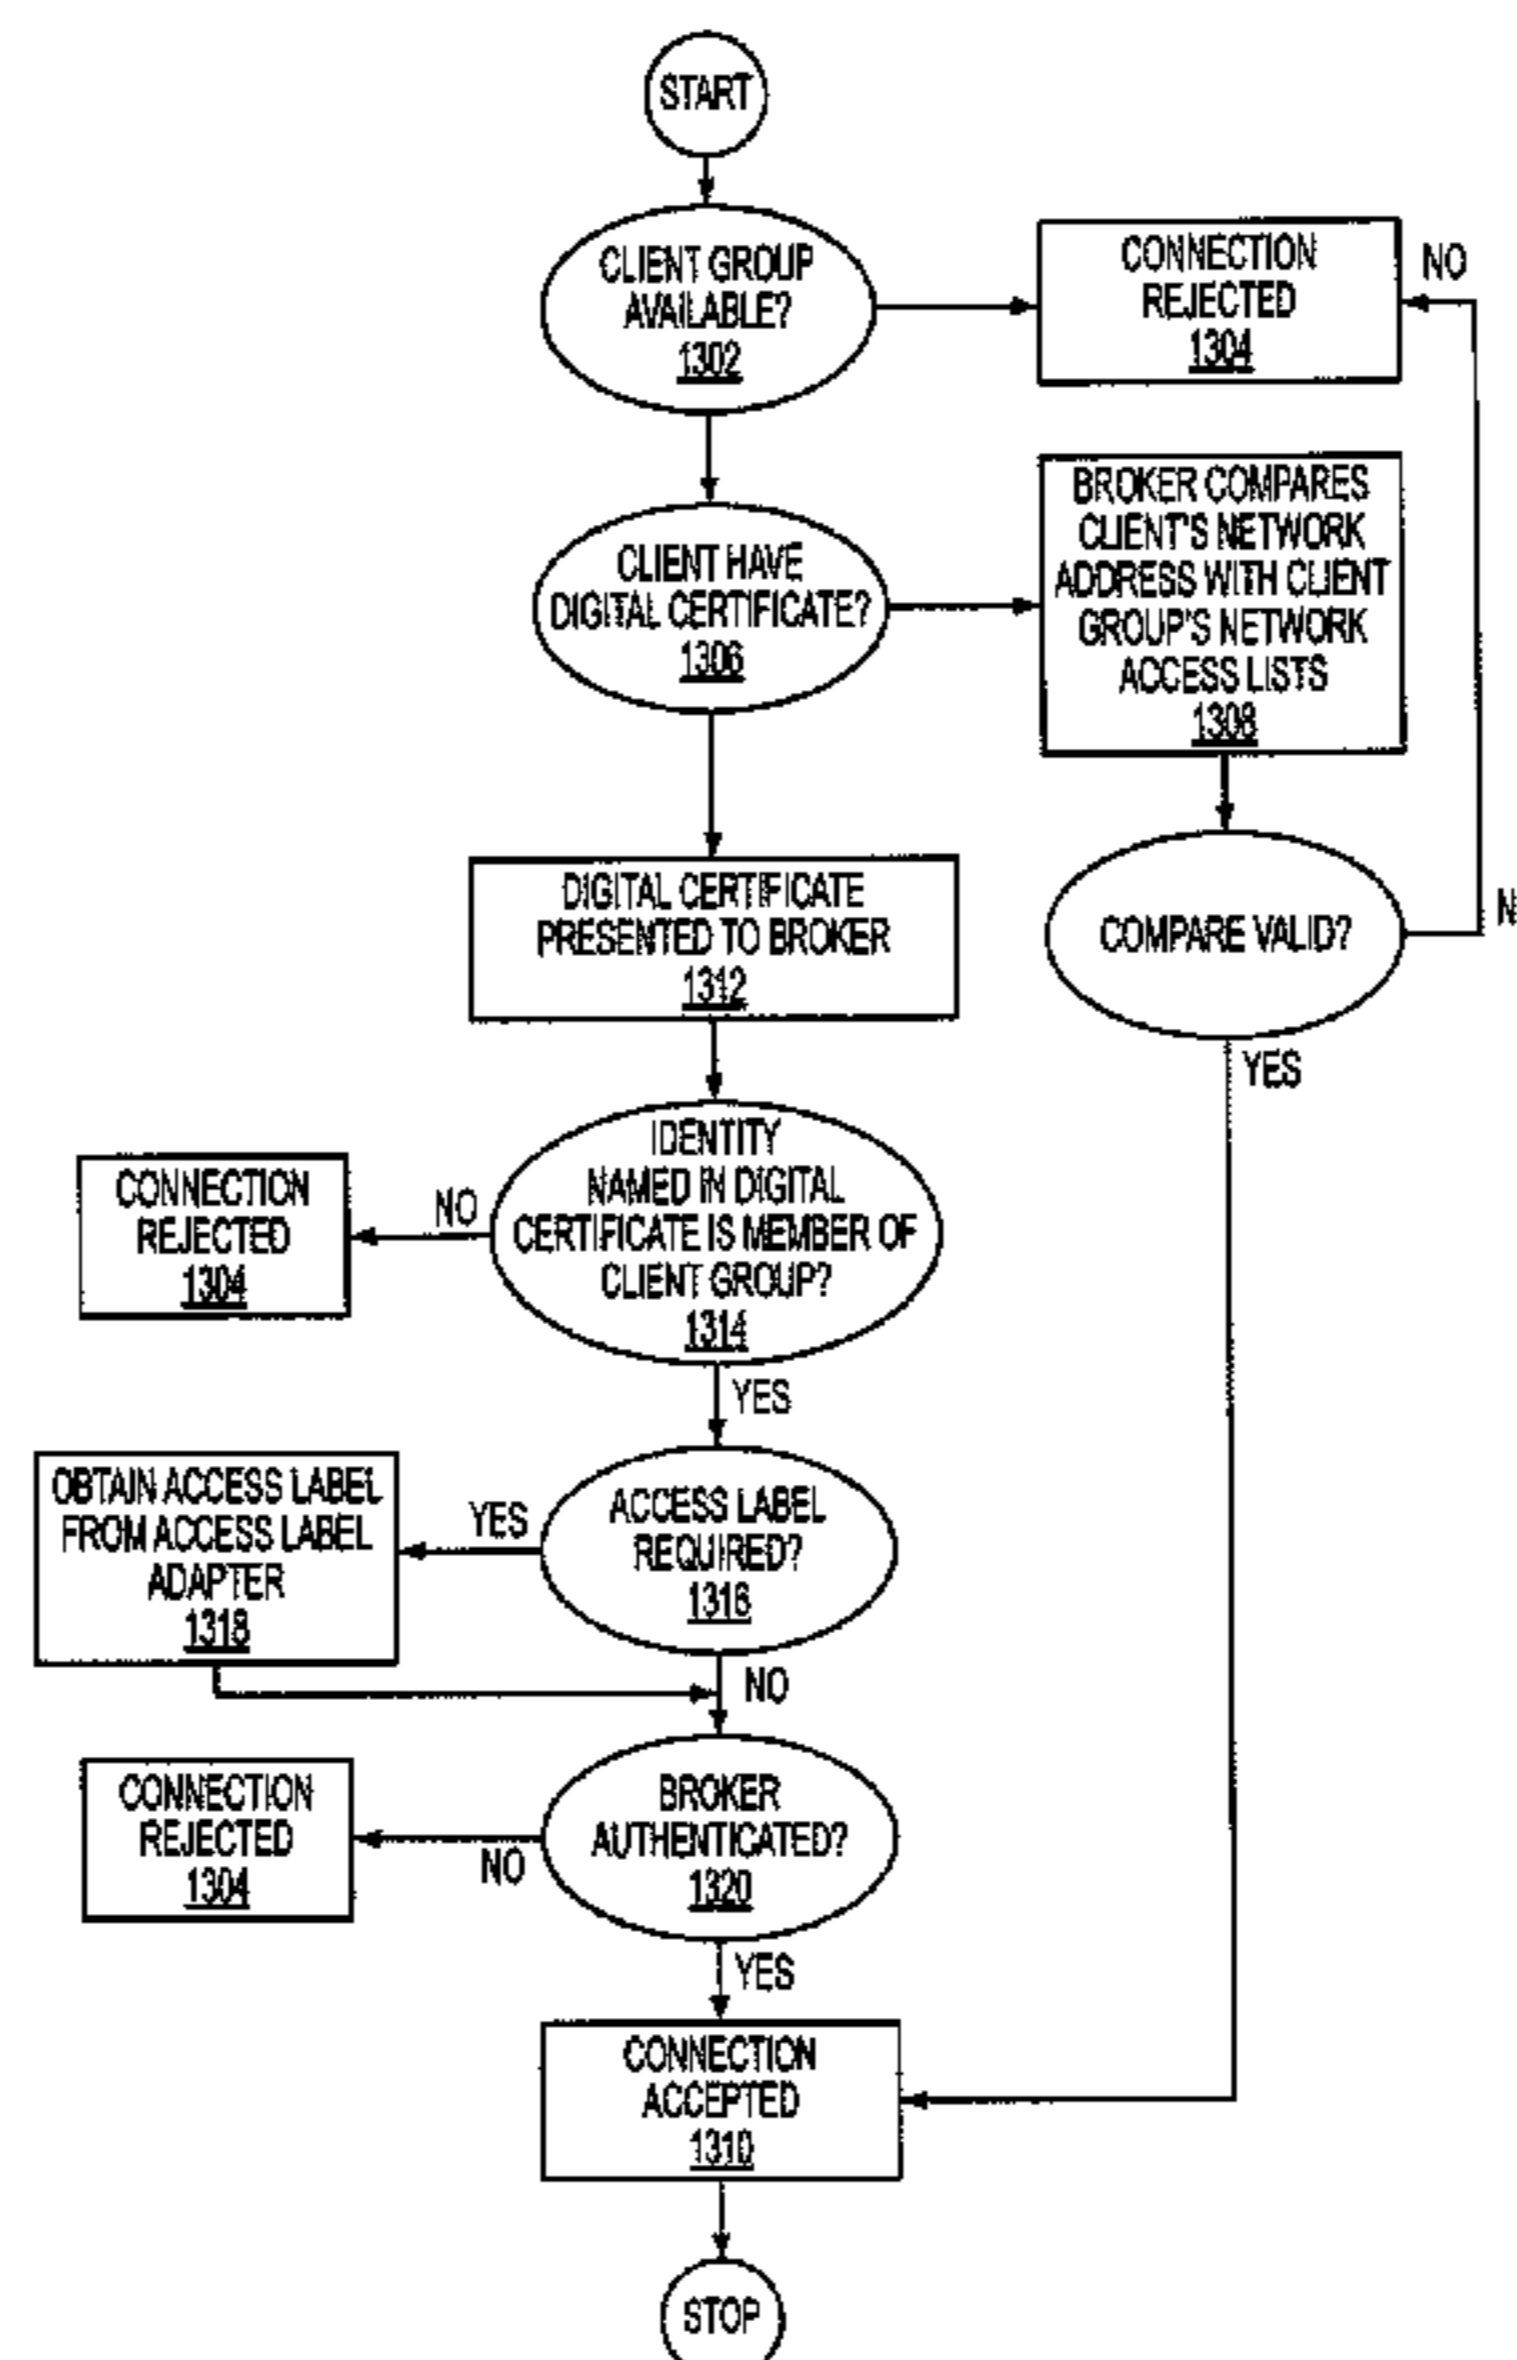 START
CLIENT GROUP
AVAILABLE?
1302
CONNECTION
REJECTED
1304
NO
CLIENT HAVE
DIGITAL CERTIFICATE?
1306
BROKER COMPARES
CLIENT'S NETWORK
ADDRESS WITH CLIENT
GROUP'S NETWORK
ACCESS LISTS
1308
DIGITAL CERTIFICATE
PRESENTED TO BROKER
1312
COMPARE VALID?
N
YES
IDENTITY
NAMED IN DIGITAL
CERTIFICATE IS MEMBER OF
CLIENT GROUP?
1314
NO
CONNECTION
REJECTED
1304
YES
ACCESS LABEL
REQUIRED?
1316
YES
OBTAIN ACCESS LABEL
FROM ACCESS LABEL
ADAPTER
1318
NO
BROKER
AUTHENTICATED?
1320
NO
CONNECTION
REJECTED
1304
YES
CONNECTION
ACCEPTED
1310
STOP